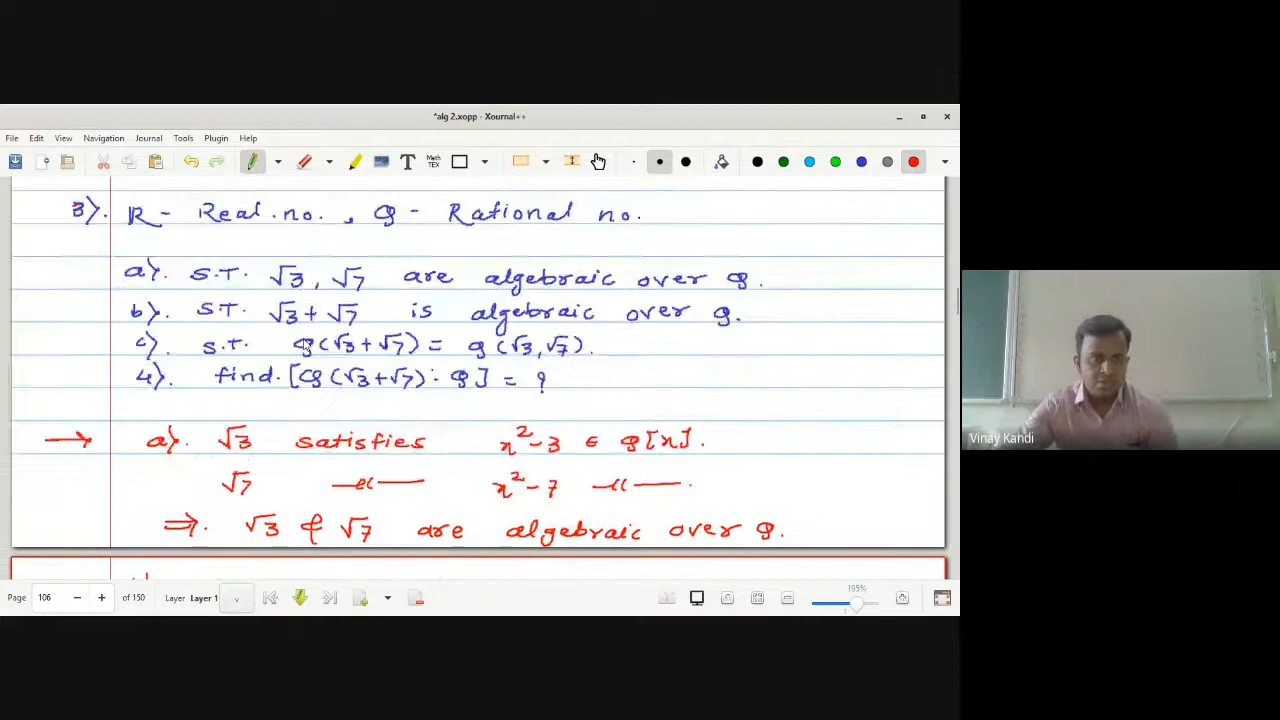 *alg 2.xopp - Xournal++
File Edit View Navigation Journal Tools Plugin Help
3). R - Real no. , Q - Rational no.
a). S.T. √3, √7 are algebraic over Q.
b). S.T. √3+√7 is algebraic over Q.
c). S.T. Q(√3+√7) = Q(√3,√7).
4). find. [Q(√3+√7) : Q] = ?
→ a). √3 satisfies x²-3 ∈ Q[x].
√7 —〃— x²-7 —〃—.
⇒. √3 & √7 are algebraic over Q.
Page 106 of 150 Layer Layer 1 195%
Vinay Kandi